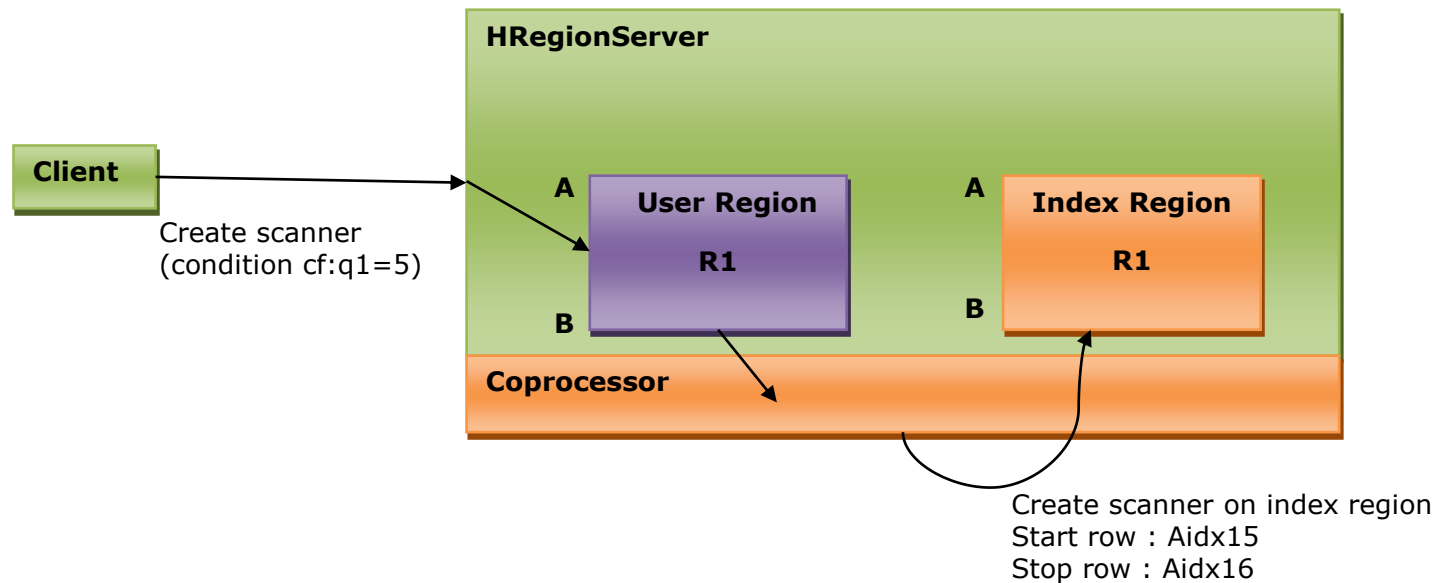 HRegionServer
Client
Create scanner
(condition cf:q1=5)
A
User Region
R1
B
A
Index Region
R1
B
Coprocessor
Create scanner on index region
Start row : Aidx15
Stop row : Aidx16